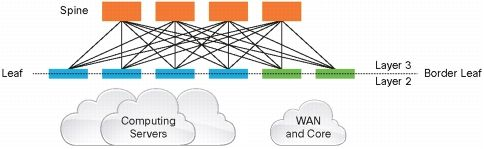 Spine
Layer 3
Leaf
Border Leaf
Layer 2
Computing
Servers
WAN
and Core